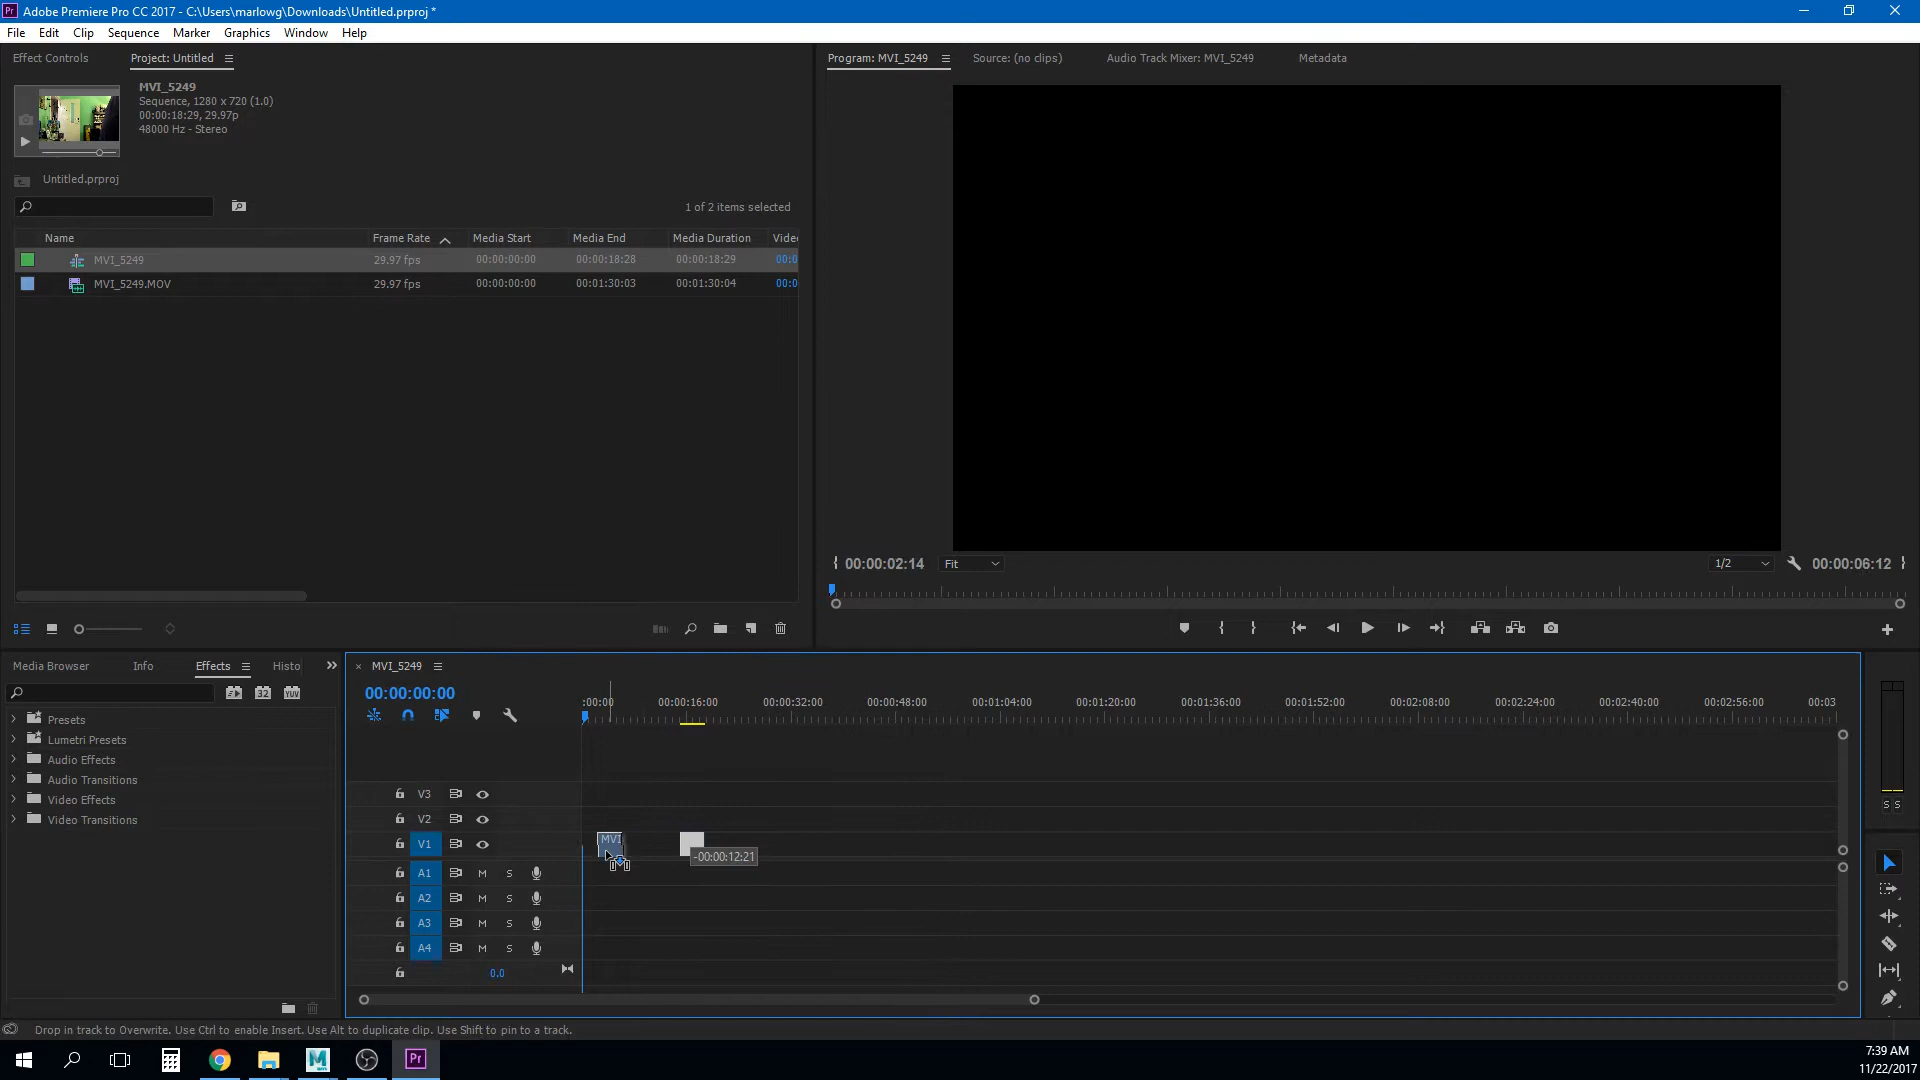 Adobe Premiere Pro CC 2017 - C:\Users\marlowg\Downloads\Untitled.prproj *
File Edit Clip Sequence Marker Graphics Window Help
Effect Controls Project: Untitled
MVI_5249
Sequence, 1280 x 720 (1.0)
00:00:18:29, 29.97p
48000 Hz - Stereo
Untitled.prproj
1 of 2 items selected
Name Frame Rate Media Start Media End Media Duration Video
MVI_5249 29.97 fps 00:00:00:00 00:00:18:28 00:00:18:29 00:0
MVI_5249.MOV 29.97 fps 00:00:00:00 00:01:30:03 00:01:30:04 00:0
Program: MVI_5249 Source: (no clips) Audio Track Mixer: MVI_5249 Metadata
00:00:02:14 Fit 1/2 00:00:06:12
Media Browser Info Effects Histo
32 YUV
Presets
Lumetri Presets
Audio Effects
Audio Transitions
Video Effects
Video Transitions
MVI_5249
00:00:00:00
:00:00 00:00:16:00 00:00:32:00 00:00:48:00 00:01:04:00 00:01:20:00 00:01:36:00 00:01:52:00 00:02:08:00 00:02:24:00 00:02:40:00 00:02:56:00 00:03
V3
V2
V1 MVI
-00:00:12:21
A1 M S
A2 M S
A3 M S
A4 M S
0.0
S S
Drop in track to Overwrite. Use Ctrl to enable Insert. Use Alt to duplicate clip. Use Shift to pin to a track.
Pr
7:39 AM
11/22/2017